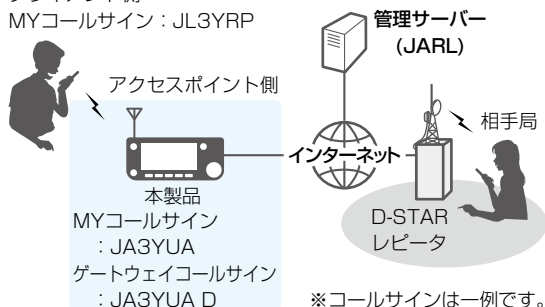 MYコールサイン：JL3YRP
管理サーバー
(JARL)
アクセスポイント側
相手局
インターネット
本製品
MYコールサイン
：JA3YUA
ゲートウェイコールサイン
：JA3YUA D
D-STAR
レピータ
※コールサインは一例です。